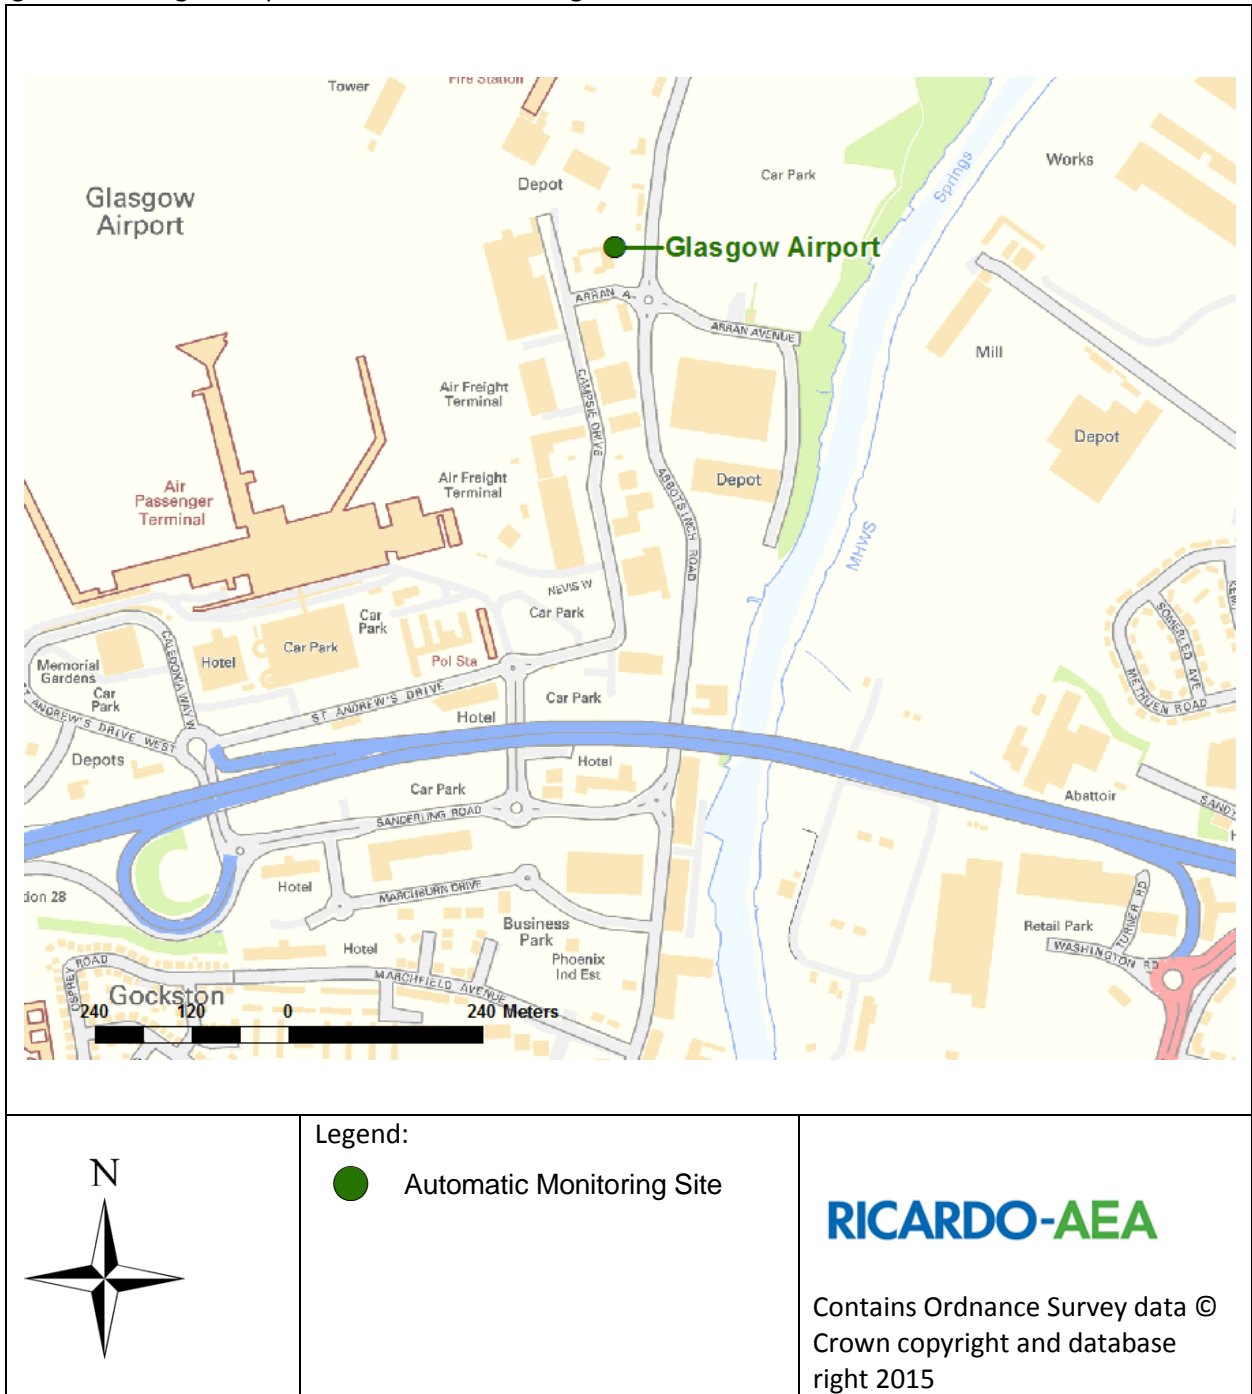 Tower
Fire Station
Glasgow
Airport
Depot
Car Park
Springs
Works
Glasgow Airport
ARRAN A
ARRAN AVENUE
Mill
Air Freight
Terminal
CAMPSIE DRIVE
Depot
Air
Passenger
Terminal
Air Freight
Terminal
ABBOTSINCH ROAD
Depot
MHWS
NEVIS W
Car Park
Car
Park
Car Park
Hotel
Pol Sta
CALEDONIA WAY W
Memorial
Gardens
Car
Park
SOMERLED AVE
METHUEN ROAD
ST ANDREW'S DRIVE
Car Park
Hotel
ANDREW'S DRIVE WEST
Depots
Hotel
Car Park
Abattoir
SANDERLING ROAD
Hotel
MARCHBURN DRIVE
Business
Park
Phoenix
Ind Est
Hotel
Retail Park
TURNER RD
WASHINGTON RD
OSPREY ROAD
MARCHFIELD AVENUE
Gockston
240 120 0 240 Meters
N
Legend:
Automatic Monitoring Site
RICARDO-AEA
Contains Ordnance Survey data ©
Crown copyright and database
right 2015